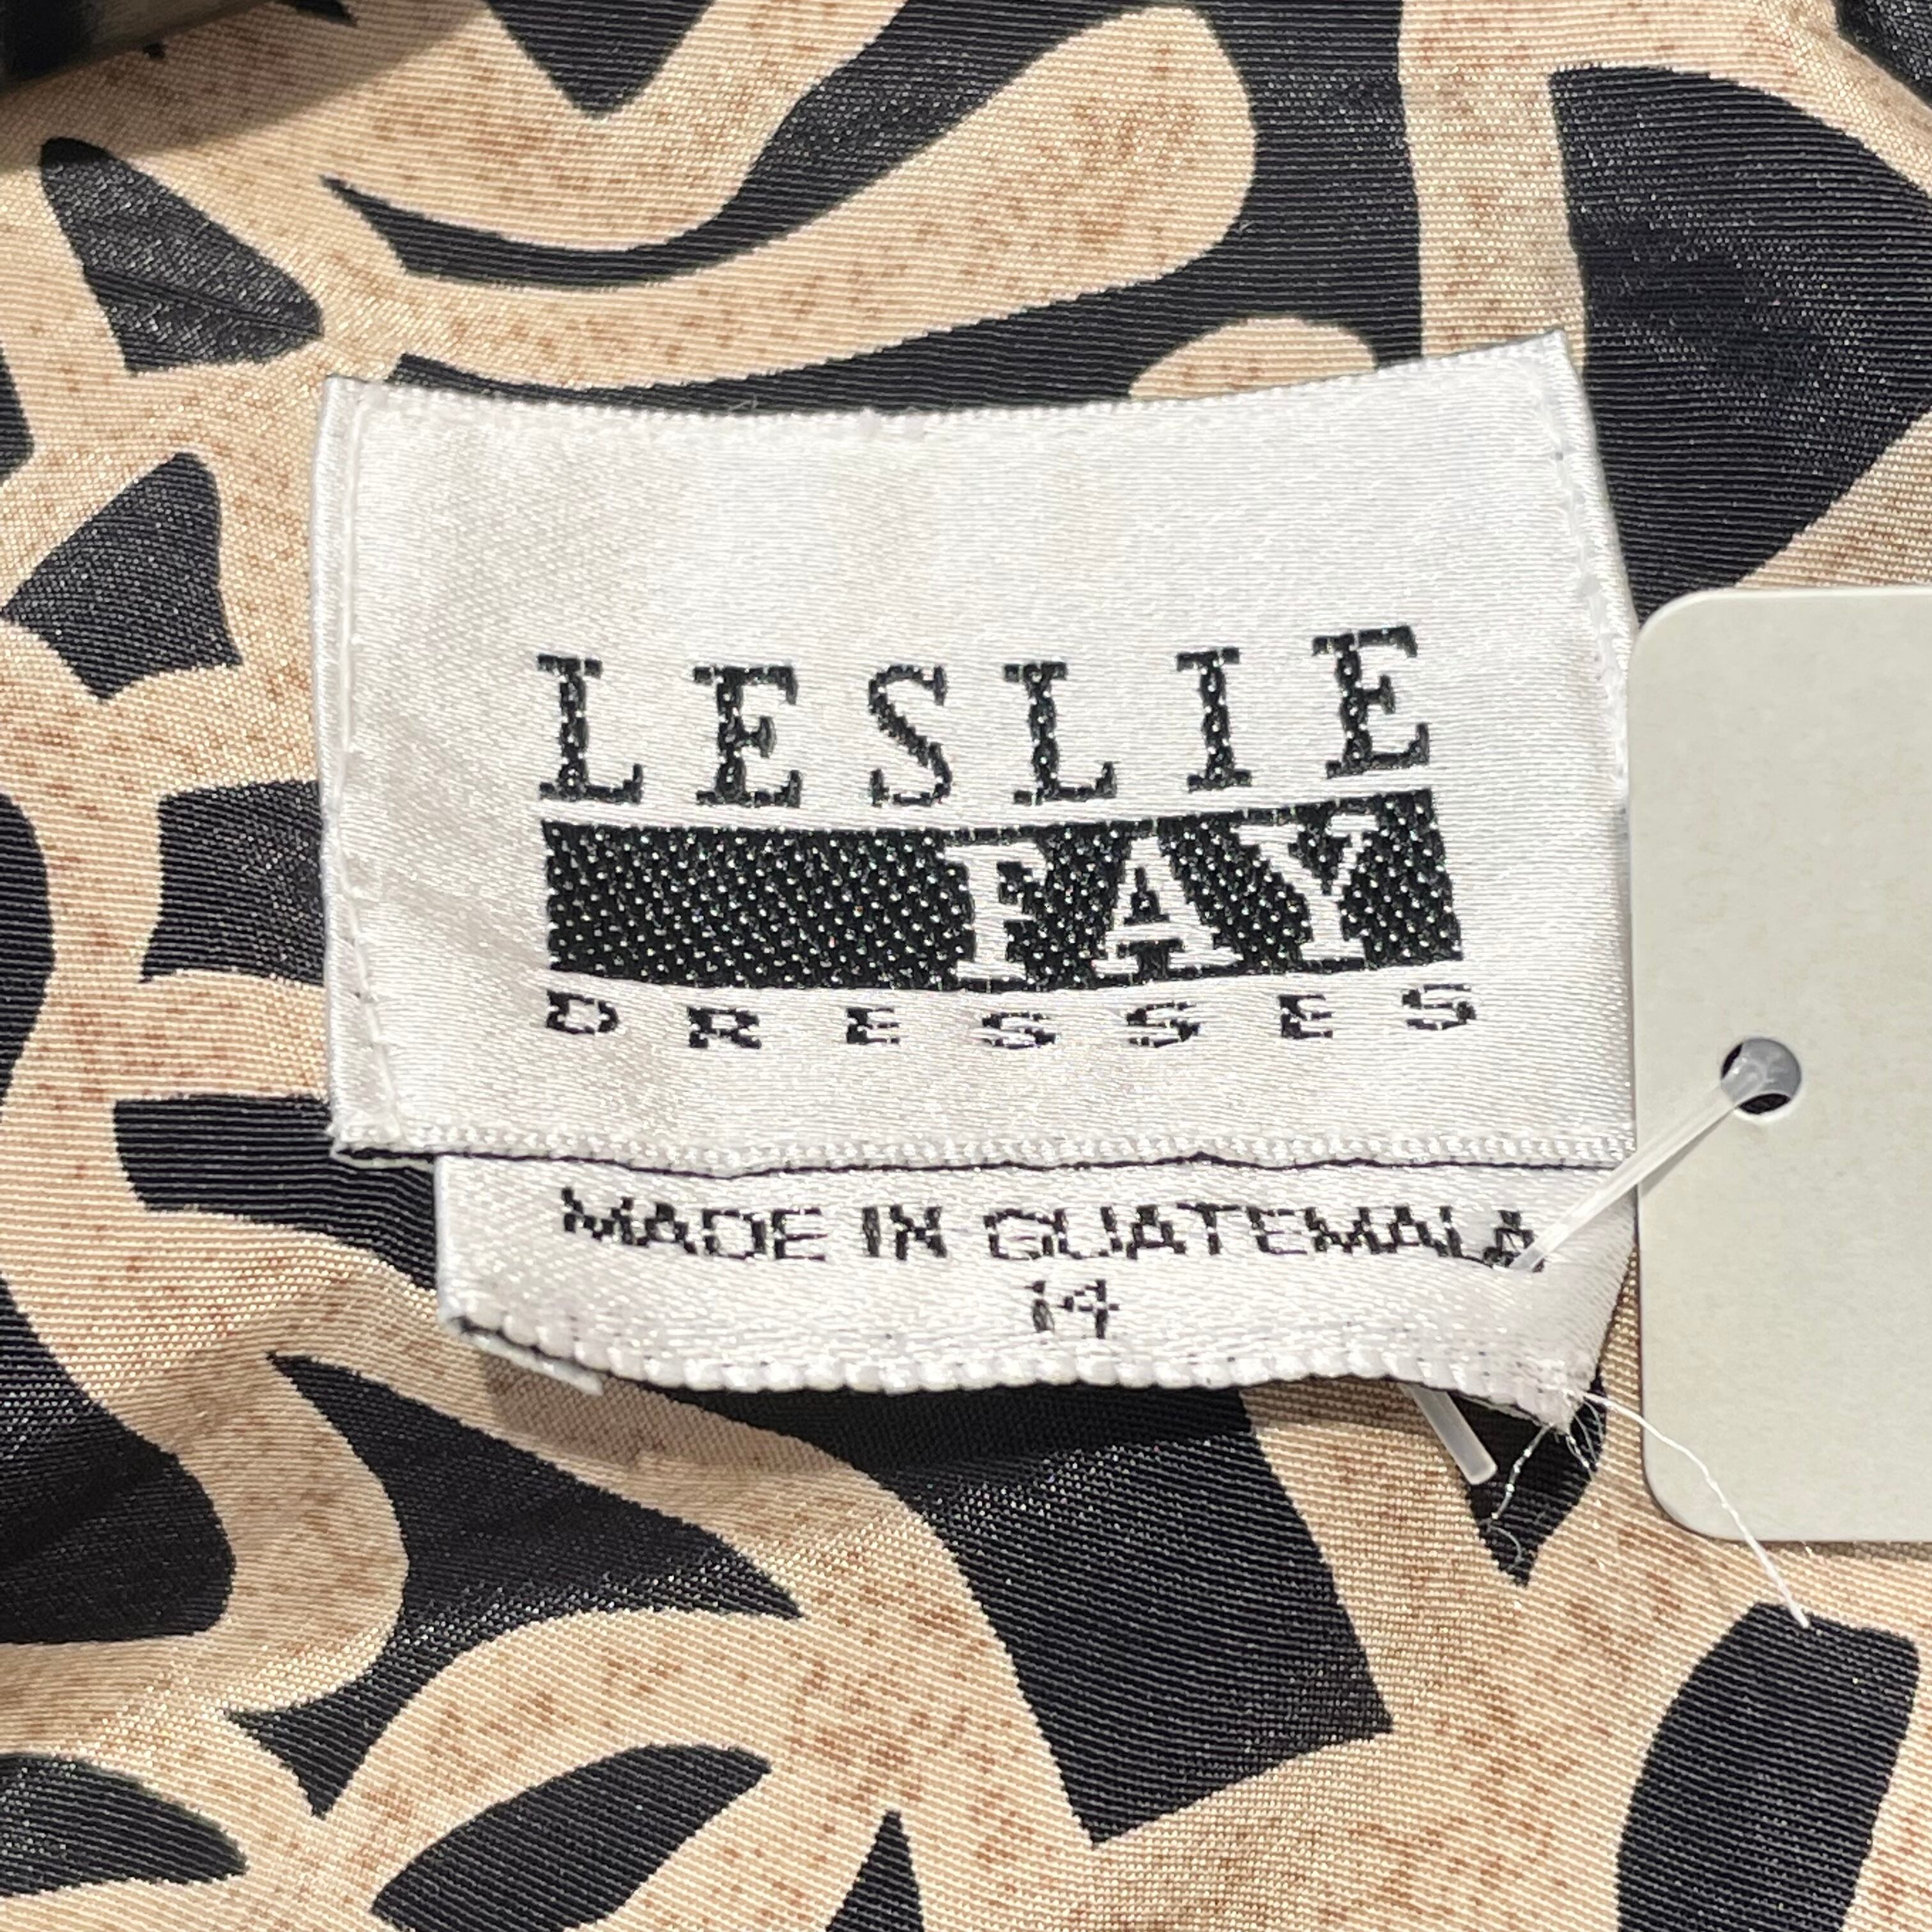 LESLIE
FAY
DRESSES
MADE IN GUATEMALA
14